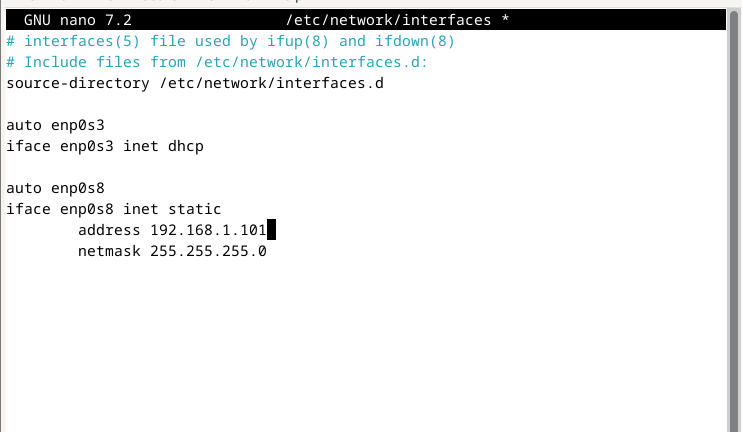 GNU nano 7.2 /etc/network/interfaces *
# interfaces(5) file used by ifup(8) and ifdown(8)
# Include files from /etc/network/interfaces.d:
source-directory /etc/network/interfaces.d
auto enp0s3
iface enp0s3 inet dhcp
auto enp0s8
iface enp0s8 inet static
address 192.168.1.101
netmask 255.255.255.0